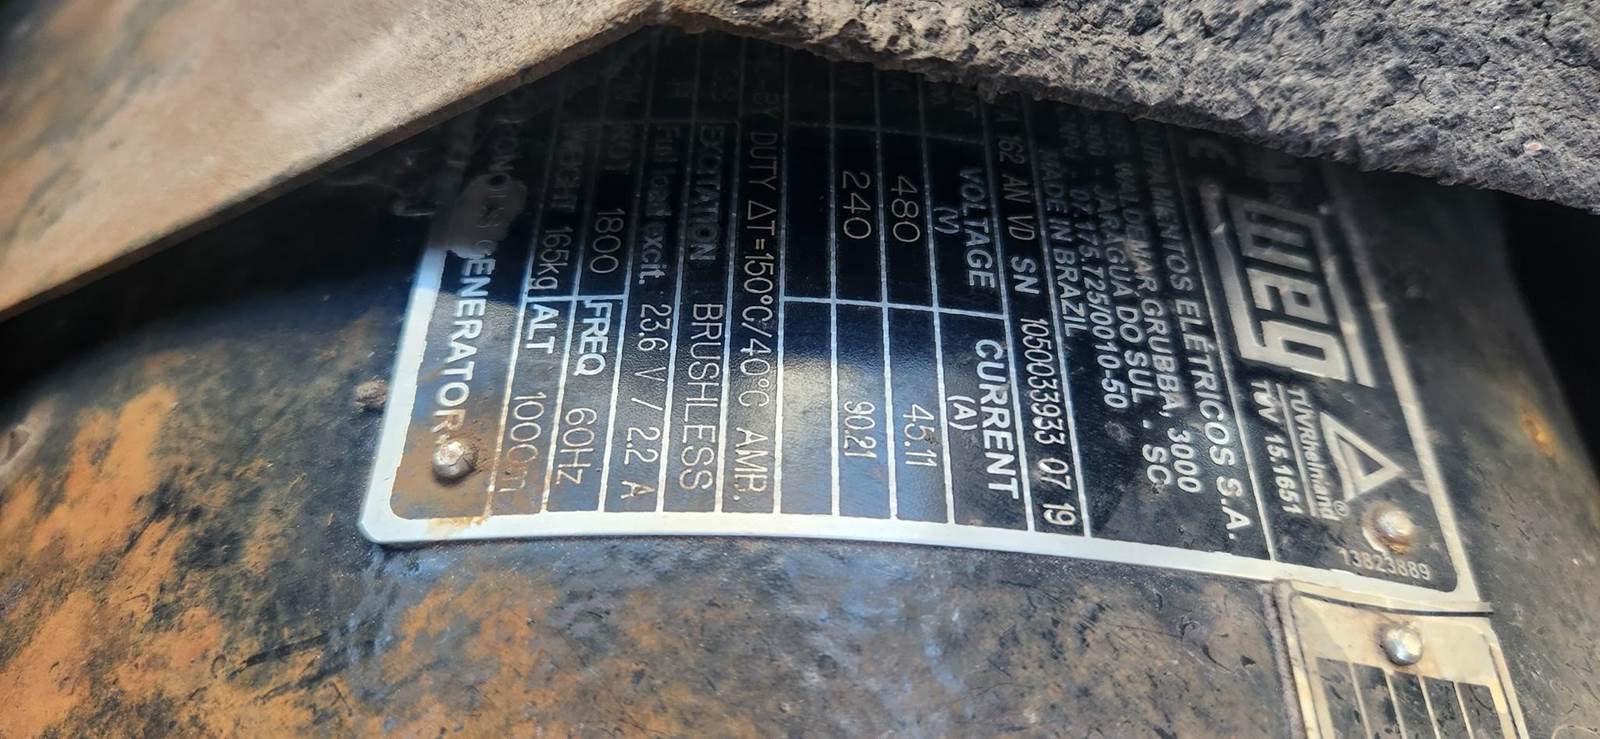 weg
TÜVRheinland®
TÜV 15.1651
13823889
EQUIPAMENTOS ELÉTRICOS S.A.
WALDEMAR GRUBBA, 3000
JARAGUÁ DO SUL . SC
07.175.725/0010-50
MADE IN BRAZIL
162 AN VD SN 1050033933 07 19
VOLTAGE (V) CURRENT (A)
480 45.11
240 90.21
DUTY ΔT=150°C/40°C AMB.
EXCITATION BRUSHLESS
Full load excit. 23.6 V / 2.2 A
ROT 1800 FREQ 60Hz
WEIGHT 165kg ALT 1000m
GENERATOR